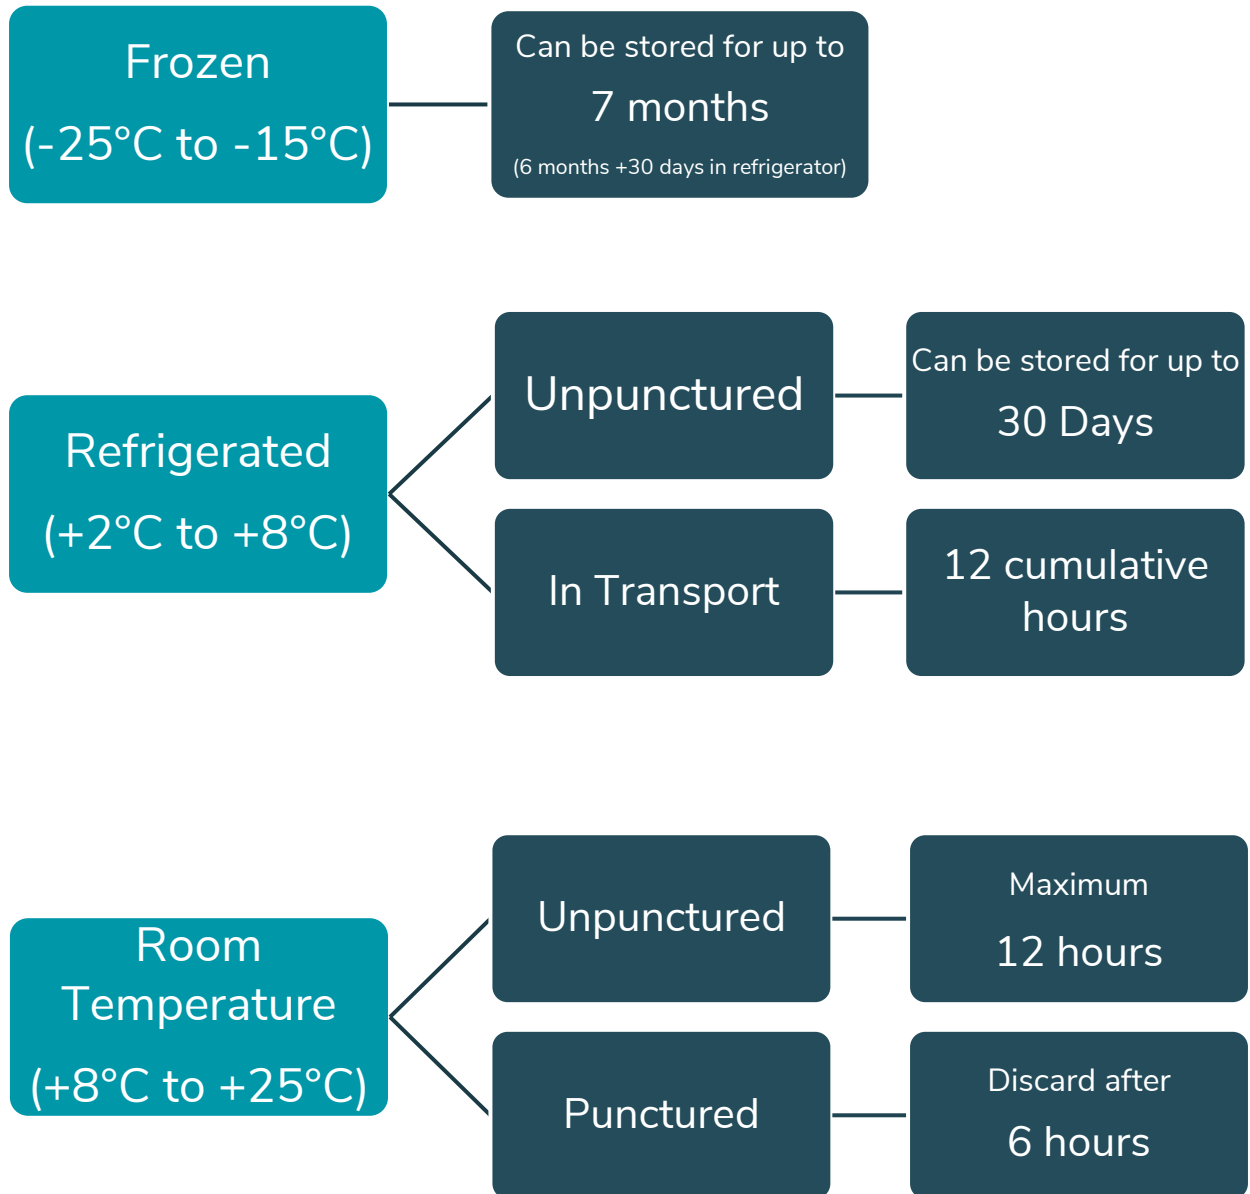 Frozen
(-25°C to -15°C)
Can be stored for up to
7 months
(6 months +30 days in refrigerator)
Refrigerated
(+2°C to +8°C)
Unpunctured
Can be stored for up to
30 Days
In Transport
12 cumulative
hours
Room
Temperature
(+8°C to +25°C)
Unpunctured
Maximum
12 hours
Punctured
Discard after
6 hours